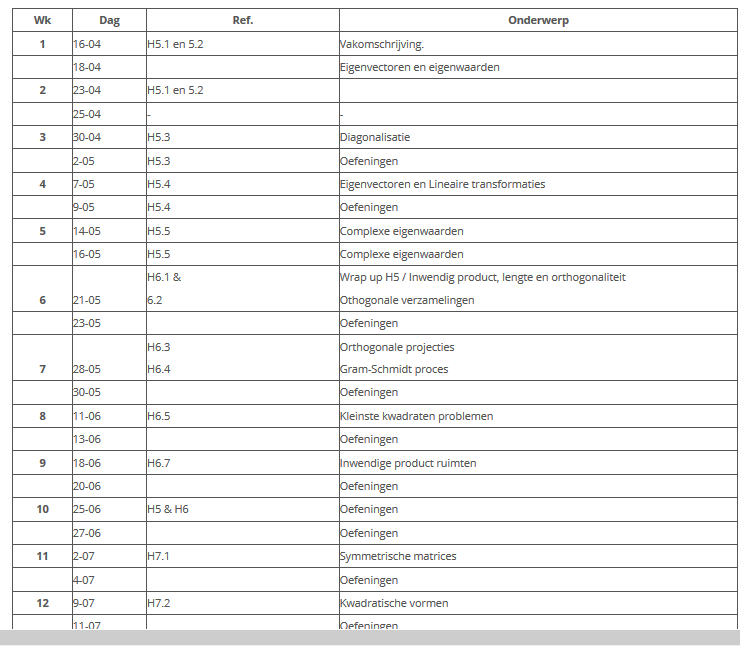 Wk Dag Ref. Onderwerp
1 16-04 H5.1 en 5.2 Vakomschrijving.
18-04 Eigenvectoren en eigenwaarden
2 23-04 H5.1 en 5.2
25-04 - -
3 30-04 H5.3 Diagonalisatie
2-05 H5.3 Oefeningen
4 7-05 H5.4 Eigenvectoren en Lineaire transformaties
9-05 H5.4 Oefeningen
5 14-05 H5.5 Complexe eigenwaarden
16-05 H5.5 Complexe eigenwaarden
H6.1 & Wrap up H5 / Inwendig product, lengte en orthogonaliteit
6 21-05 6.2 Othogonale verzamelingen
23-05 Oefeningen
H6.3 Orthogonale projecties
7 28-05 H6.4 Gram-Schmidt proces
30-05 Oefeningen
8 11-06 H6.5 Kleinste kwadraten problemen
13-06 Oefeningen
9 18-06 H6.7 Inwendige product ruimten
20-06 Oefeningen
10 25-06 H5 & H6 Oefeningen
27-06 Oefeningen
11 2-07 H7.1 Symmetrische matrices
4-07 Oefeningen
12 9-07 H7.2 Kwadratische vormen
11-07 Oefeningen